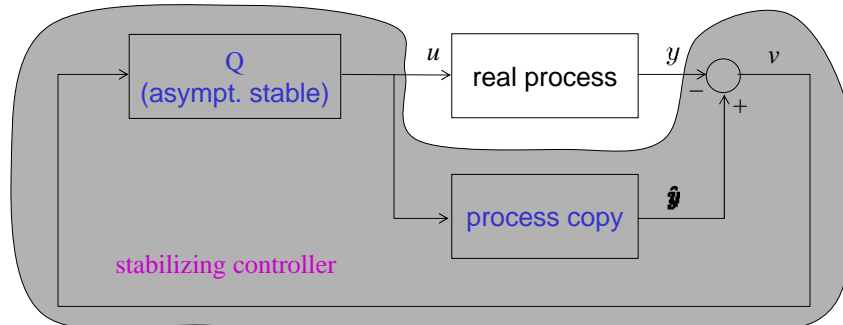 Q
(asympt. stable)
u
real process
y
v
−
+
process copy
ŷ
stabilizing controller